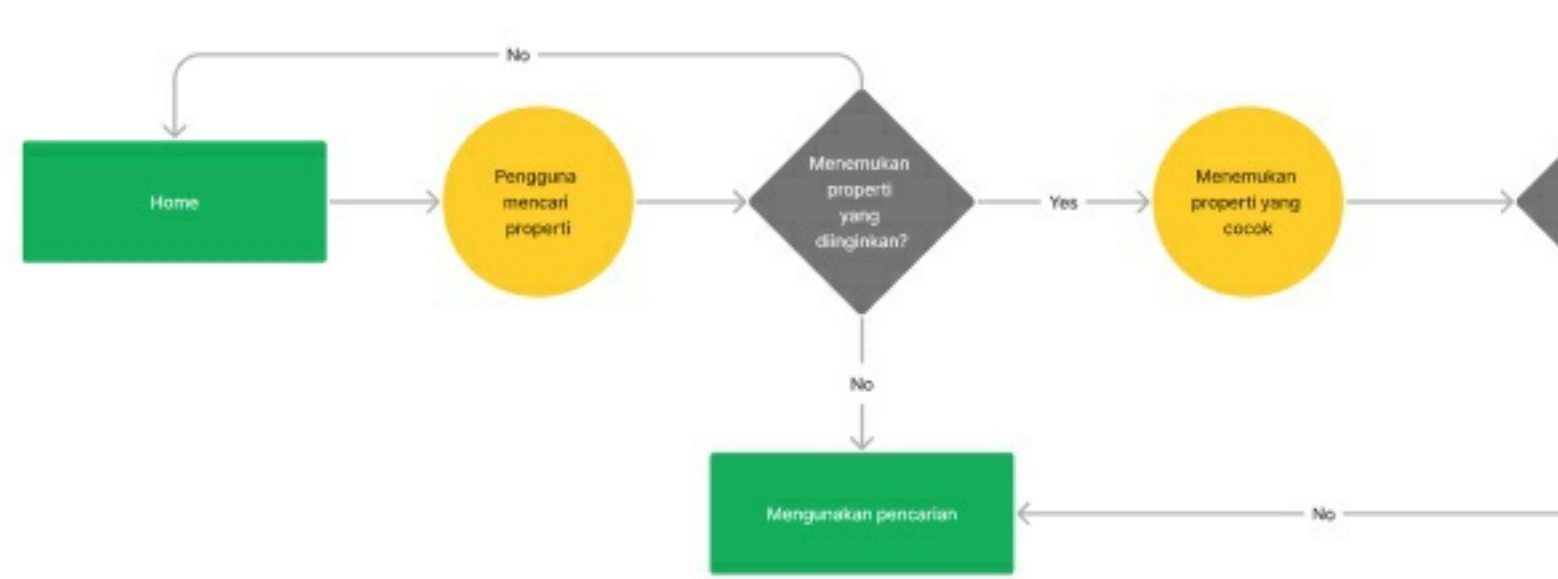 No
Home
Pengguna
mencari
properti
Menemukan
properti
yang
diinginkan?
Yes
Menemukan
properti yang
cocok
No
Mengunakan pencarian
No